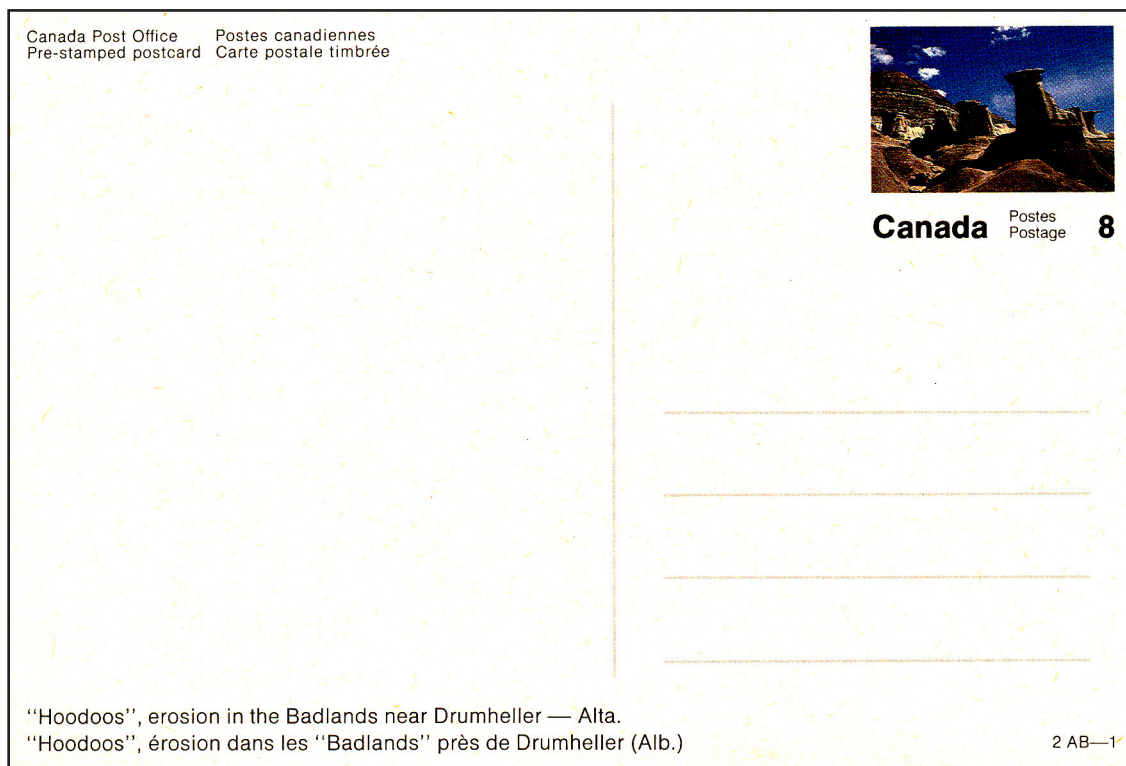 Canada Post Office Postes canadiennes
Pre-stamped postcard Carte postale timbrée
Canada Postes Postage 8
‘‘Hoodoos’’, erosion in the Badlands near Drumheller — Alta.
‘‘Hoodoos’’, érosion dans les ‘‘Badlands’’ près de Drumheller (Alb.)
2 AB—1